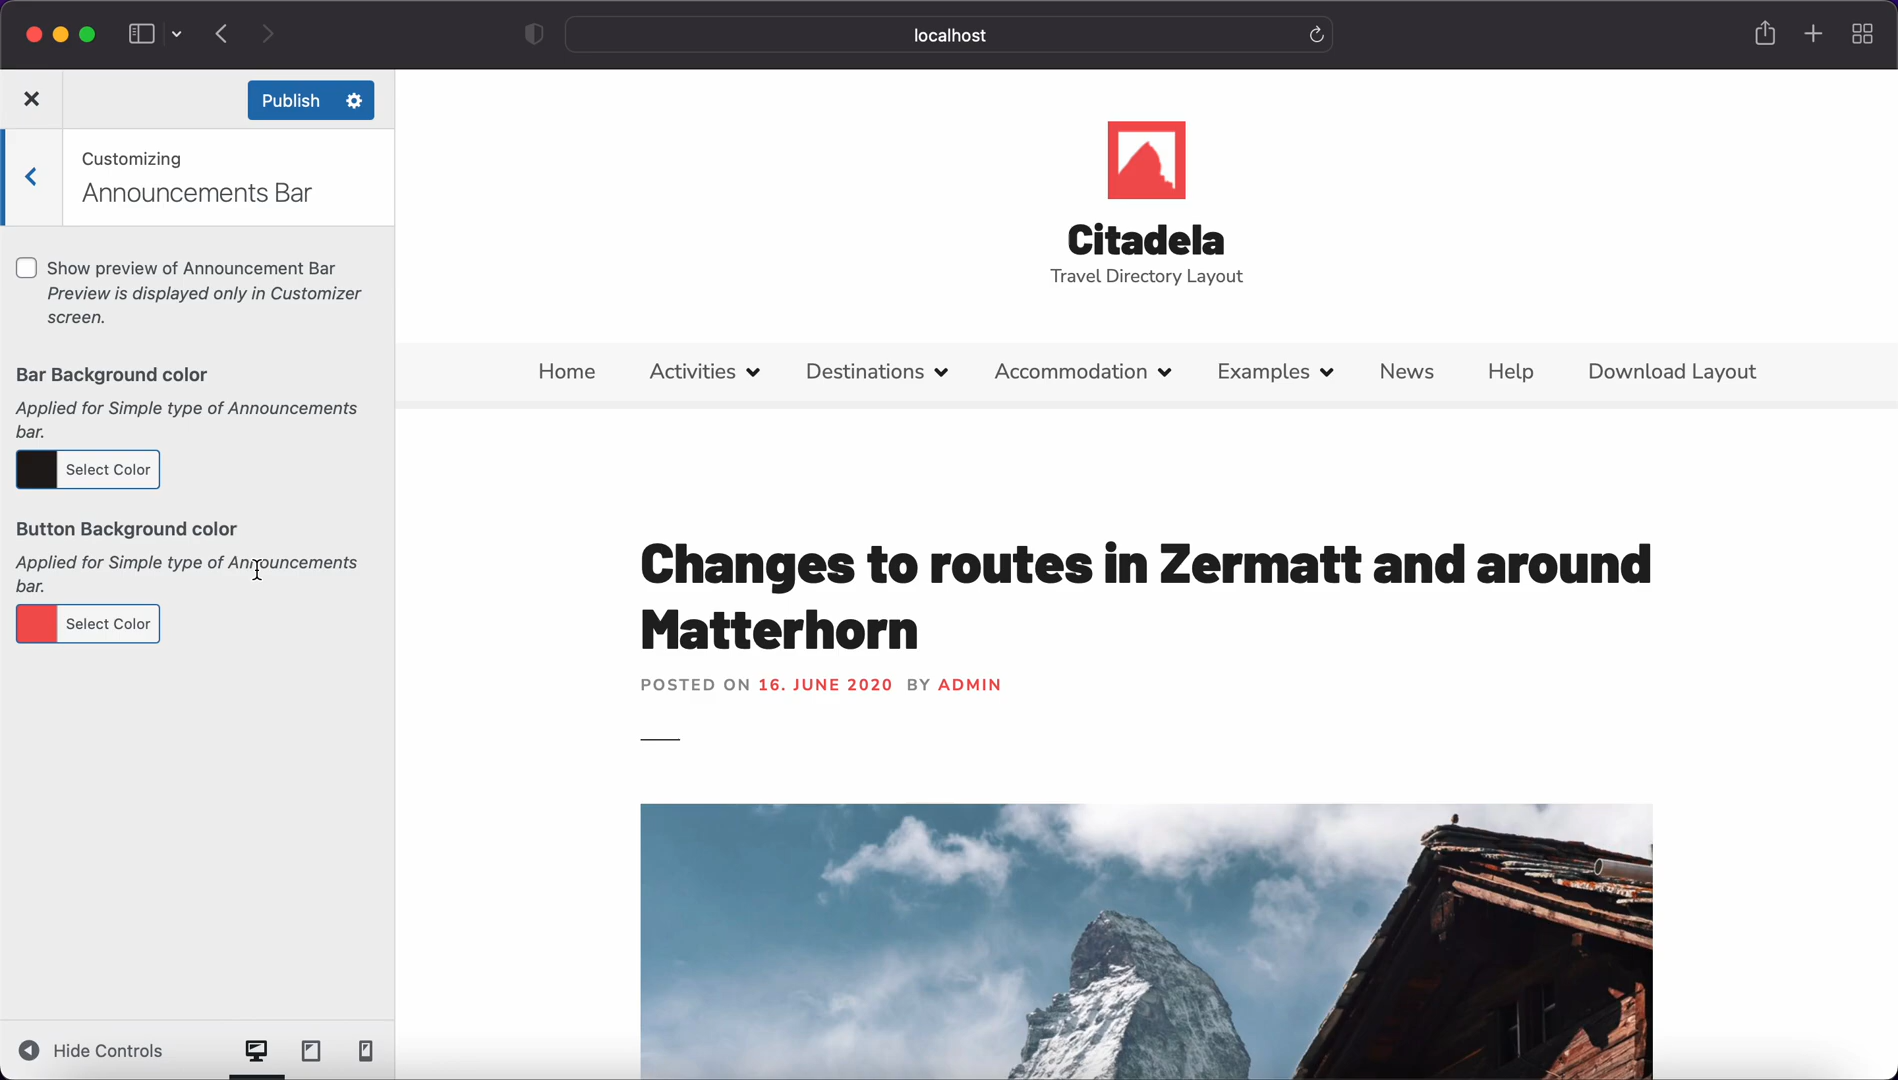 localhost
Publish
Customizing
Announcements Bar
Show preview of Announcement Bar
Preview is displayed only in Customizer
screen.
Bar Background color
Applied for Simple type of Announcements
bar.
Select Color
Button Background color
Applied for Simple type of Announcements
bar.
Select Color
Hide Controls
Citadela
Travel Directory Layout
Home Activities Destinations Accommodation Examples News Help Download Layout
Changes to routes in Zermatt and around
Matterhorn
POSTED ON 16. JUNE 2020 BY ADMIN